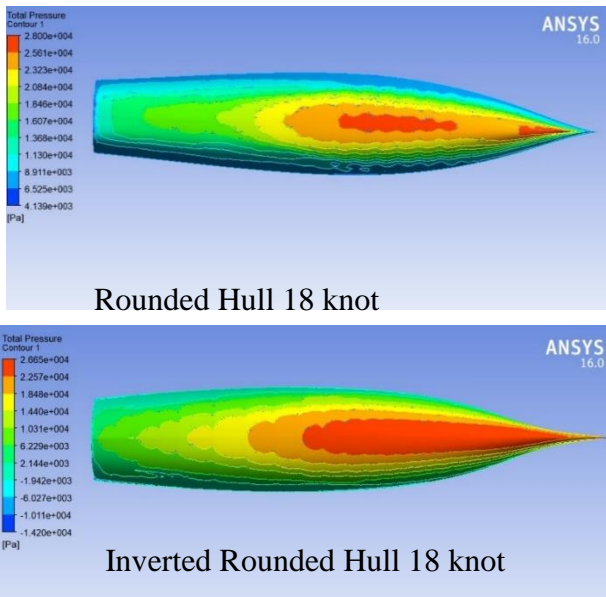 Total Pressure
Contour 1
2.800e+004
2.561e+004
2.323e+004
2.084e+004
1.846e+004
1.607e+004
1.368e+004
1.130e+004
8.911e+003
6.525e+003
4.139e+003
[Pa]
ANSYS
16.0
Rounded Hull 18 knot
Total Pressure
Contour 1
2.665e+004
2.257e+004
1.848e+004
1.440e+004
1.031e+004
6.229e+003
2.144e+003
-1.942e+003
-6.027e+003
-1.011e+004
-1.420e+004
[Pa]
ANSYS
16.0
Inverted Rounded Hull 18 knot